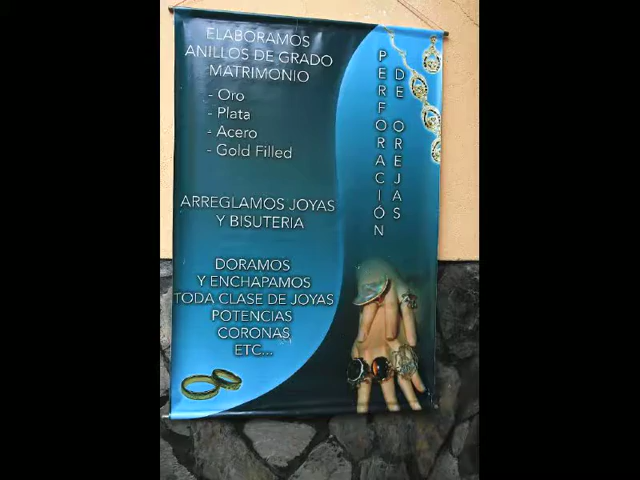 ELABORAMOS
ANILLOS DE GRADO
MATRIMONIO
- Oro
- Plata
- Acero
- Gold Filled
ARREGLAMOS JOYAS
Y BISUTERIA
DORAMOS
Y ENCHAPAMOS
TODA CLASE DE JOYAS
POTENCIAS
CORONAS
ETC...
PERFORACIÓN
DE OREJAS